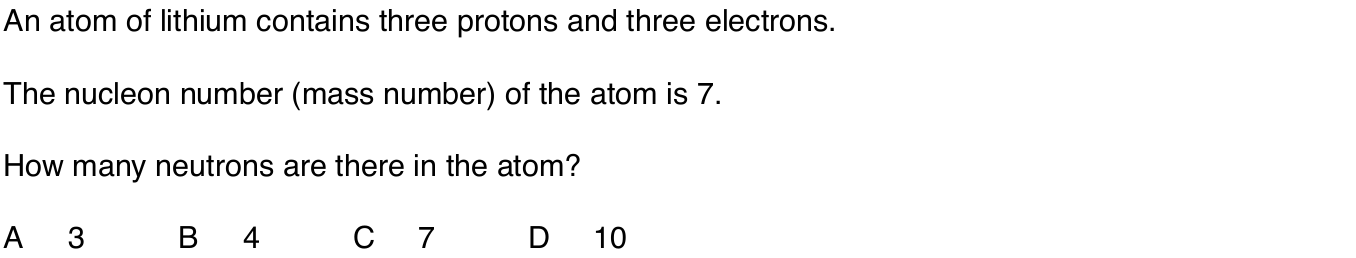 An atom of lithium contains three protons and three electrons.
The nucleon number (mass number) of the atom is 7.
How many neutrons are there in the atom?
A 3 B 4 C 7 D 10